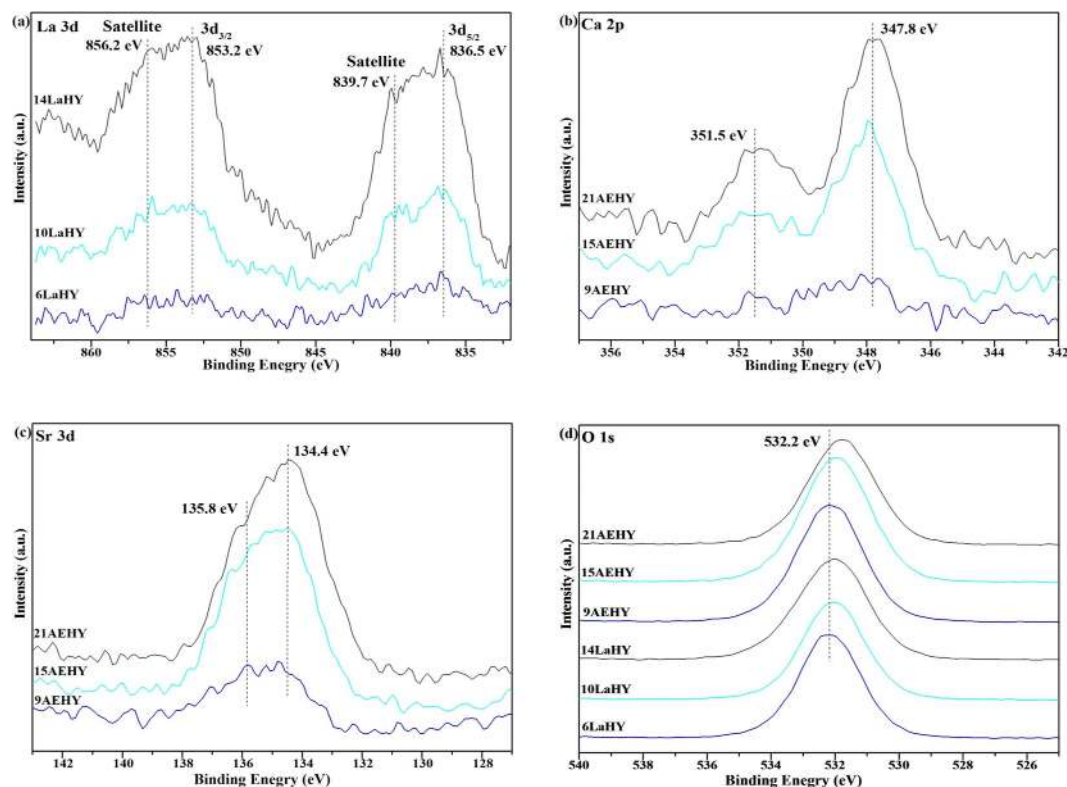 (a) La 3d
Satellite
856.2 eV
3d3/2
853.2 eV
Satellite
839.7 eV
3d5/2
836.5 eV
14LaHY
10LaHY
6LaHY
Intensity (a.u.)
860 855 850 845 840 835
Binding Enegry (eV)
(b) Ca 2p
347.8 eV
351.5 eV
21AEHY
15AEHY
9AEHY
Intensity (a.u.)
356 354 352 350 348 346 344 342
Binding Enegry (eV)
(c) Sr 3d
134.4 eV
135.8 eV
21AEHY
15AEHY
9AEHY
Intensity (a.u.)
142 140 138 136 134 132 130 128
Binding Enegry (eV)
(d) O 1s
532.2 eV
21AEHY
15AEHY
9AEHY
14LaHY
10LaHY
6LaHY
Intensity (a.u.)
540 538 536 534 532 530 528 526
Binding Enegry (eV)